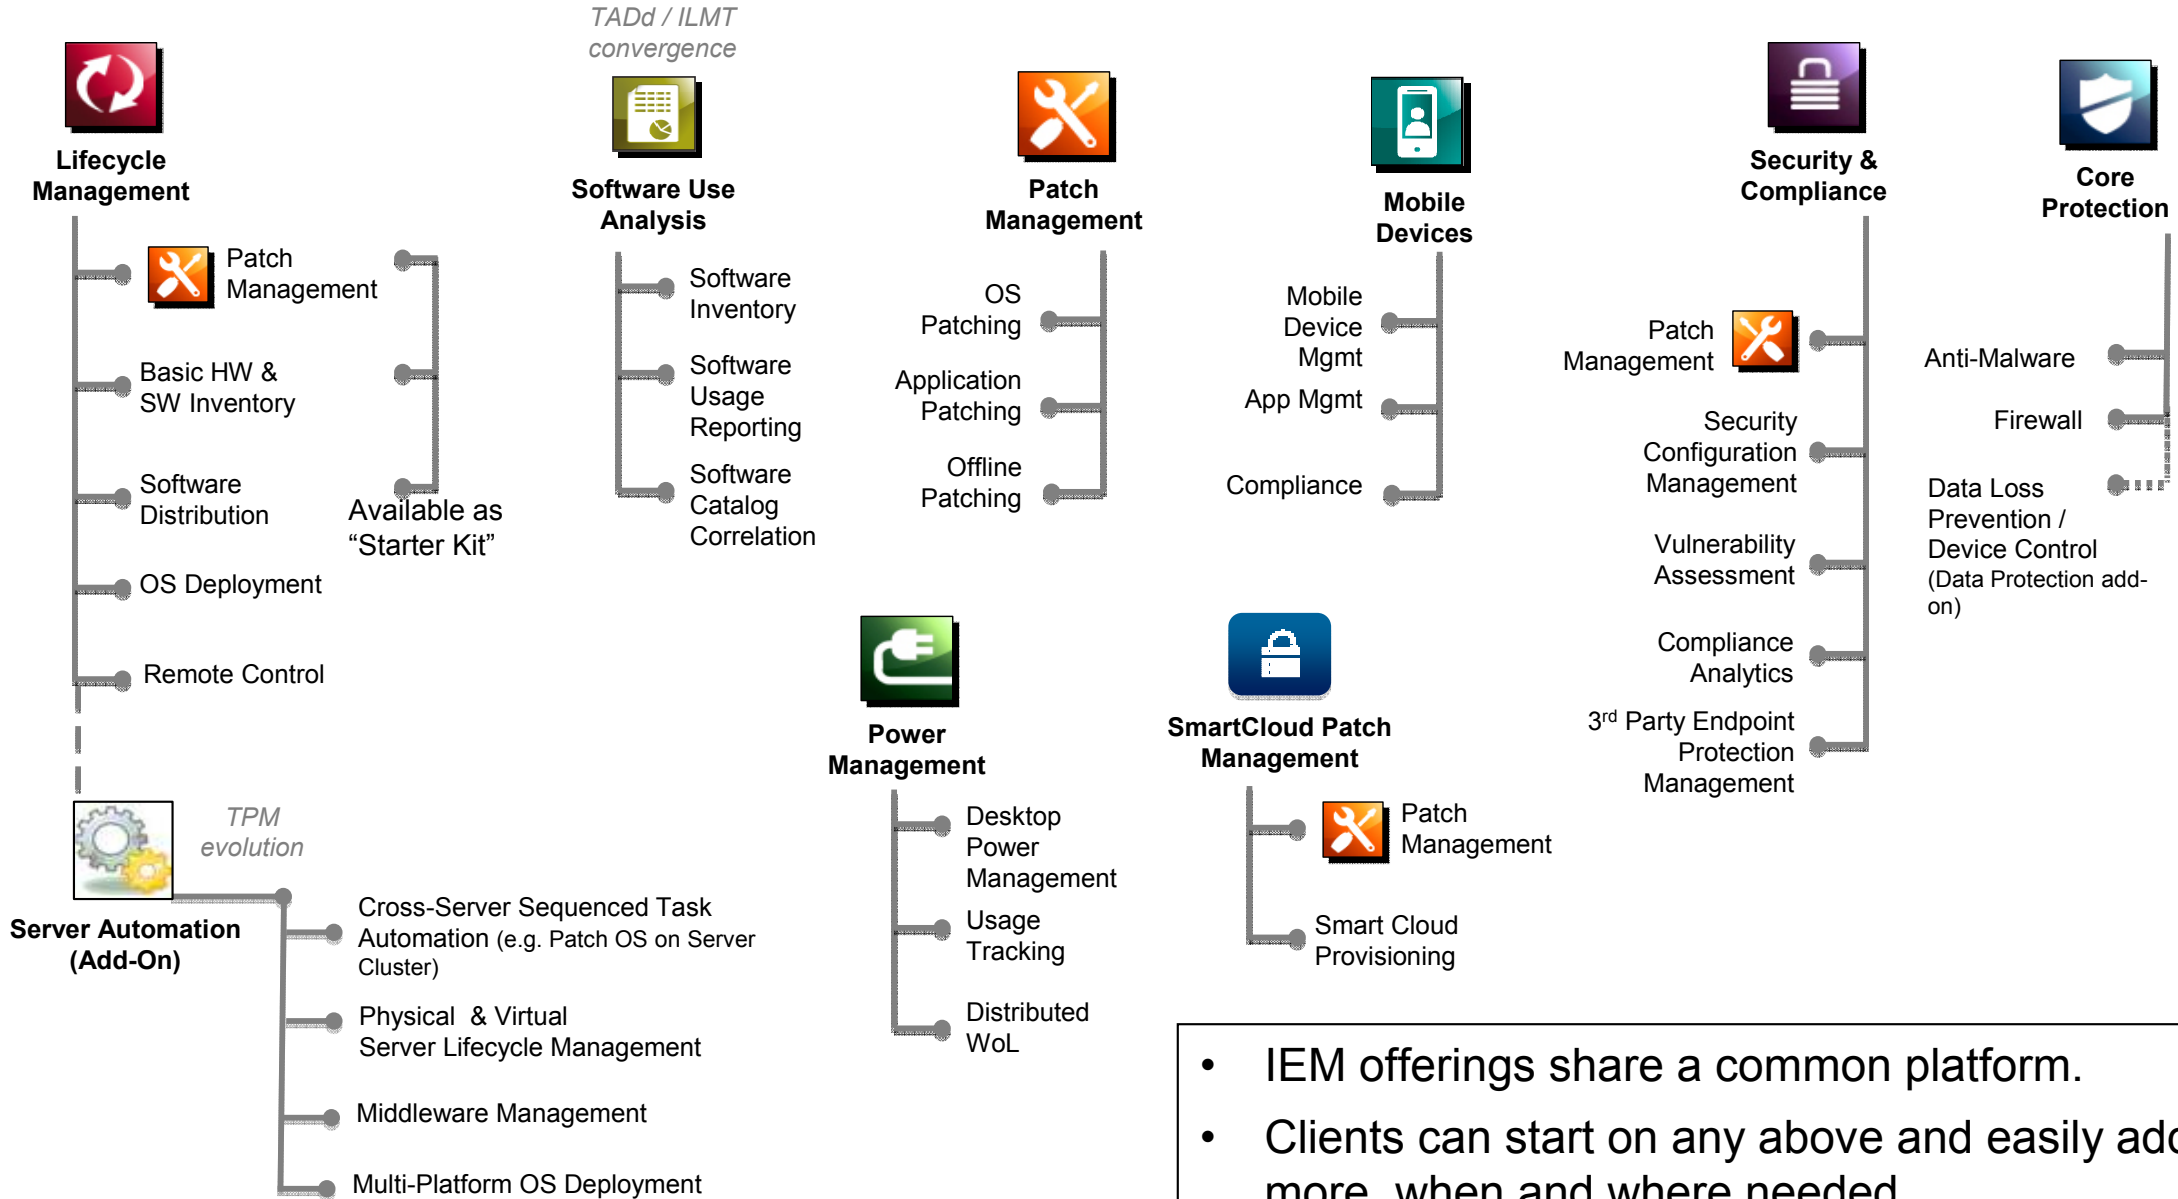 TADd / ILMT
convergence
Lifecycle
Management
Patch
Management
Basic HW &
SW Inventory
Software
Distribution
OS Deployment
Remote Control
Available as
“Starter Kit”
Software Use
Analysis
Software
Inventory
Software
Usage
Reporting
Software
Catalog
Correlation
Patch
Management
OS
Patching
Application
Patching
Offline
Patching
Mobile
Devices
Mobile
Device
Mgmt
App Mgmt
Compliance
Security &
Compliance
Patch
Management
Security
Configuration
Management
Vulnerability
Assessment
Compliance
Analytics
3rd Party Endpoint
Protection
Management
Core
Protection
Anti-Malware
Firewall
Data Loss
Prevention /
Device Control
(Data Protection add-
on)
TPM
evolution
Server Automation
(Add-On)
Cross-Server Sequenced Task
Automation (e.g. Patch OS on Server
Cluster)
Physical & Virtual
Server Lifecycle Management
Middleware Management
Multi-Platform OS Deployment
Power
Management
Desktop
Power
Management
Usage
Tracking
Distributed
WoL
SmartCloud Patch
Management
Patch
Management
Smart Cloud
Provisioning
• IEM offerings share a common platform.
• Clients can start on any above and easily add
more, when and where needed